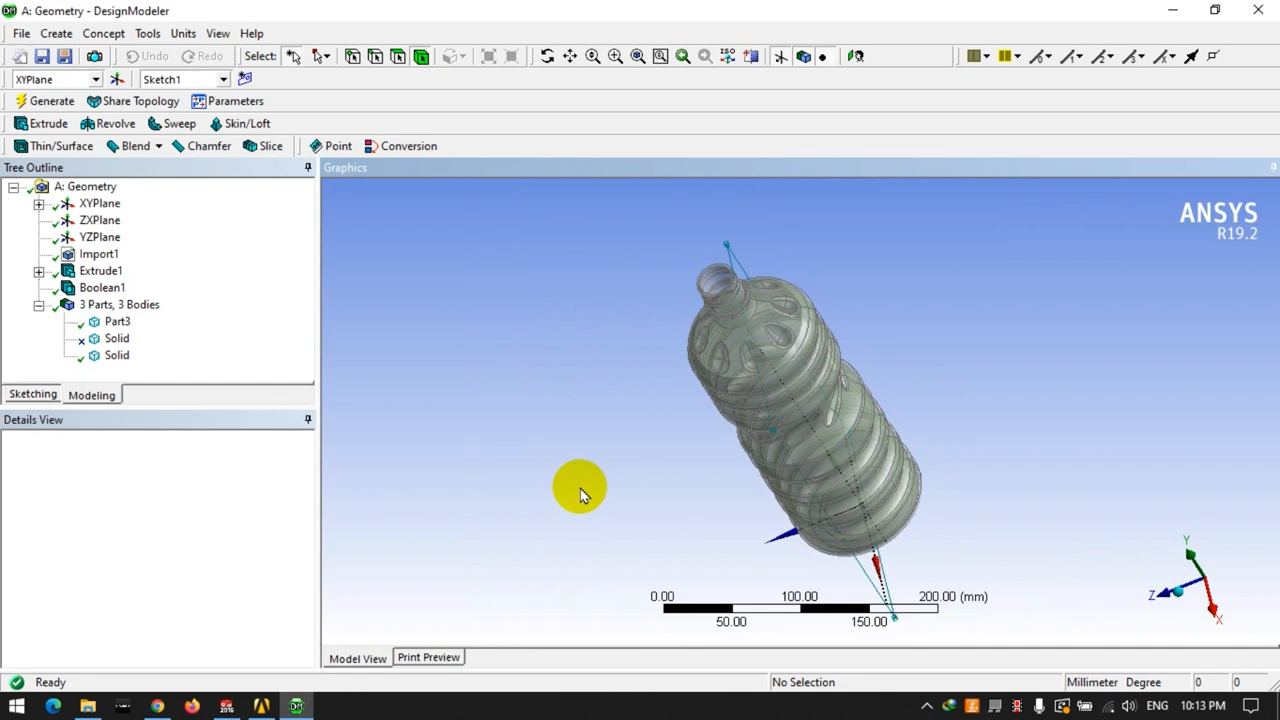 A: Geometry - DesignModeler
File Create Concept Tools Units View Help
Undo Redo Select: ISO
XYPlane Sketch1
Generate Share Topology Parameters
Extrude Revolve Sweep Skin/Loft
Thin/Surface Blend Chamfer Slice Point Conversion
Tree Outline
A: Geometry
XYPlane
ZXPlane
YZPlane
Import1
Extrude1
Boolean1
3 Parts, 3 Bodies
Part3
Solid
Solid
Sketching Modeling
Details View
Graphics
ANSYS
R19.2
0.00 100.00 200.00 (mm)
50.00 150.00
Y
Z
X
Model View Print Preview
Ready No Selection Millimeter Degree 0 0
ENG 10:13 PM